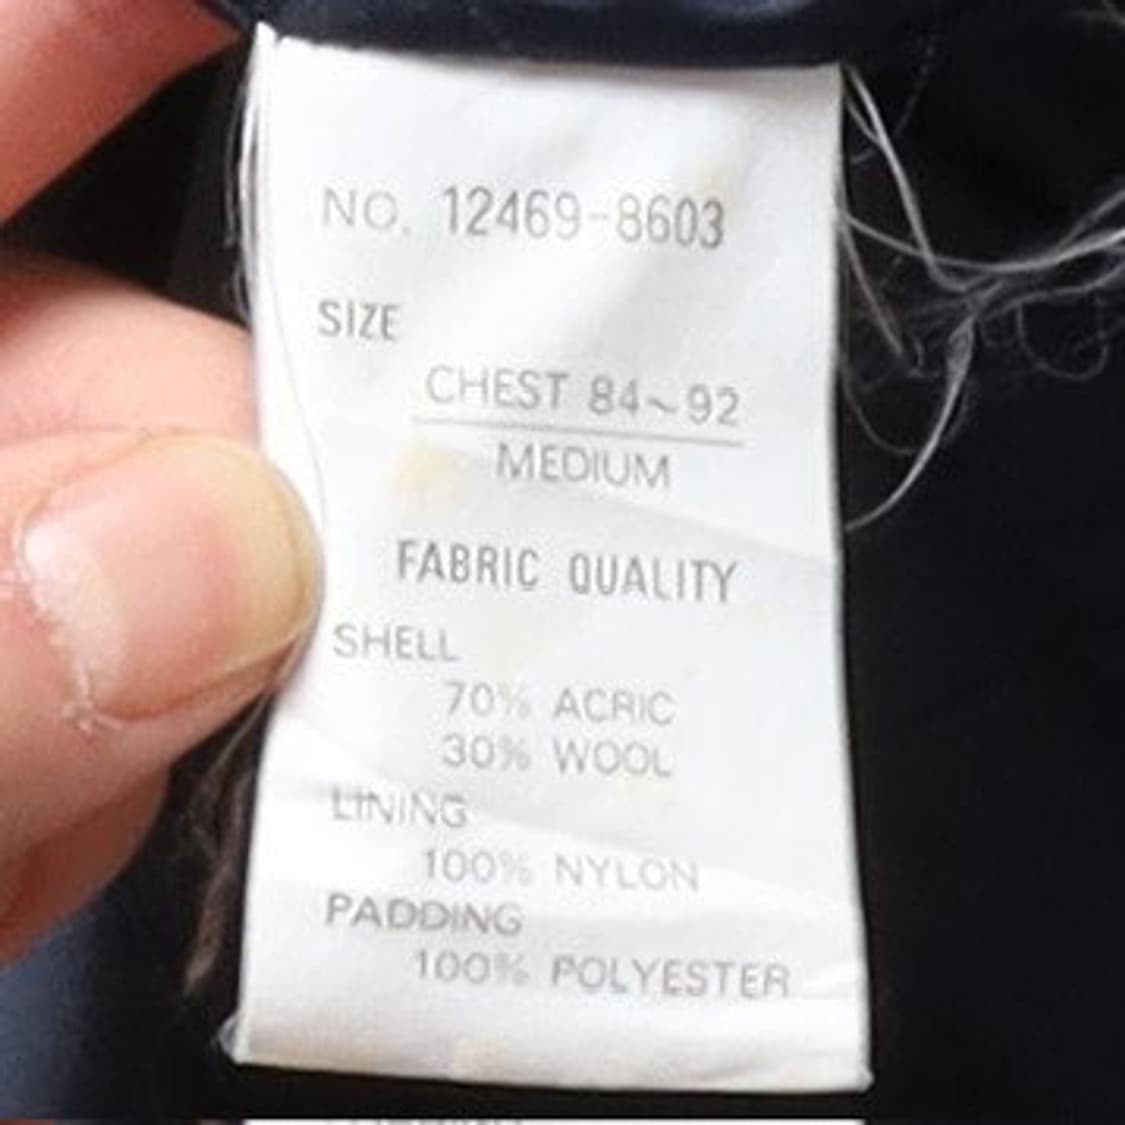 NO. 12469-8603
SIZE
CHEST 84~92
MEDIUM
FABRIC QUALITY
SHELL
70% ACRIC
30% WOOL
LINING
100% NYLON
PADDING
100% POLYESTER